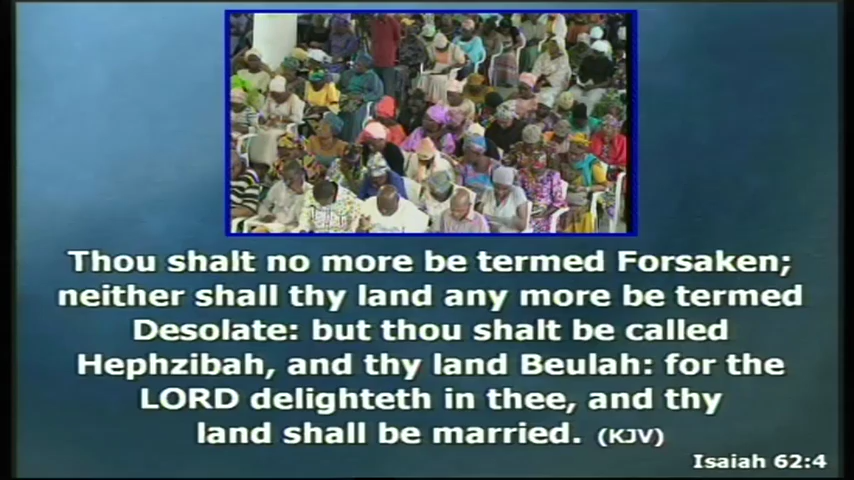 Thou shalt no more be termed Forsaken;
neither shall thy land any more be termed
Desolate: but thou shalt be called
Hephzibah, and thy land Beulah: for the
LORD delighteth in thee, and thy
land shall be married. (KJV)
Isaiah 62:4